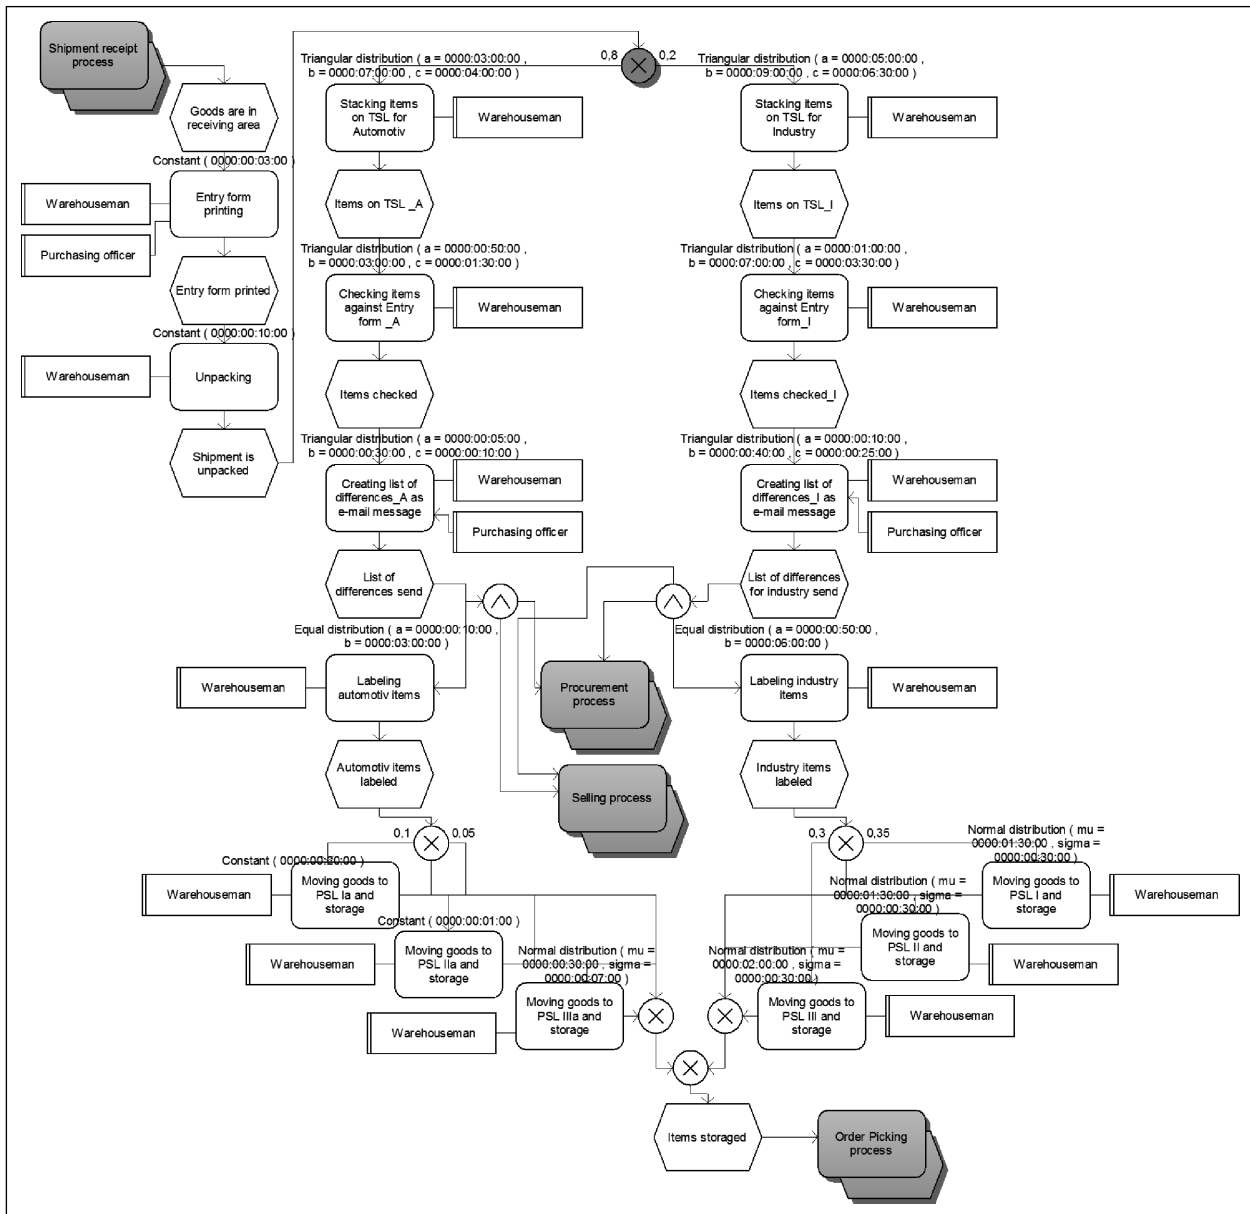 Shipment receipt
process
Goods are in
receiving area
Constant ( 0000:00:03:00 )
Warehouseman
Entry form
printing
Purchasing officer
Entry form printed
Constant ( 0000:00:10:00 )
Warehouseman
Unpacking
Shipment is
unpacked
0,8
0,2
Triangular distribution ( a = 0000:03:00:00 ,
b = 0000:07:00:00 , c = 0000:04:00:00 )
Stacking items
on TSL for
Automotiv
Warehouseman
Items on TSL _A
Triangular distribution ( a = 0000:00:50:00 ,
b = 0000:03:00:00 , c = 0000:01:30:00 )
Checking items
against Entry
form _A
Warehouseman
Items checked
Triangular distribution ( a = 0000:00:05:00 ,
b = 0000:00:30:00 , c = 0000:00:10:00 )
Creating list of
differences_A as
e-mail message
Warehouseman
Purchasing officer
List of
differences send
Equal distribution ( a = 0000:00:10:00 ,
b = 0000:03:00:00 )
Warehouseman
Labeling
automotiv items
Automotiv items
labeled
Triangular distribution ( a = 0000:05:00:00 ,
b = 0000:09:00:00 , c = 0000:06:30:00 )
Stacking items
on TSL for
Industry
Warehouseman
Items on TSL_I
Triangular distribution ( a = 0000:01:00:00 ,
b = 0000:07:00:00 , c = 0000:03:30:00 )
Checking items
against Entry
form_I
Warehouseman
Items checked_I
Triangular distribution ( a = 0000:00:10:00 ,
b = 0000:00:40:00 , c = 0000:00:25:00 )
Creating list of
differences_I as
e-mail message
Warehouseman
Purchasing officer
List of differences
for industry send
Equal distribution ( a = 0000:00:50:00 ,
b = 0000:06:00:00 )
Labeling industry
items
Warehouseman
Industry items
labeled
Procurement
process
Selling process
0,1
0,05
Constant ( 0000:00:20:00 )
Warehouseman
Moving goods to
PSL Ia and
storage
Constant ( 0000:00:01:00 )
Warehouseman
Moving goods to
PSL IIa and
storage
Normal distribution ( mu =
0000:00:30:00 , sigma =
0000:00:07:00 )
Warehouseman
Moving goods to
PSL IIIa and
storage
0,3
0,35
Normal distribution ( mu =
0000:01:30:00 , sigma =
0000:00:30:00 )
Moving goods to
PSL I and
storage
Warehouseman
Normal distribution ( mu =
0000:01:30:00 , sigma =
0000:00:30:00 )
Moving goods to
PSL II and
storage
Warehouseman
Normal distribution ( mu =
0000:02:00:00 , sigma =
0000:00:30:00 )
Moving goods to
PSL III and
storage
Warehouseman
Items storaged
Order Picking
process